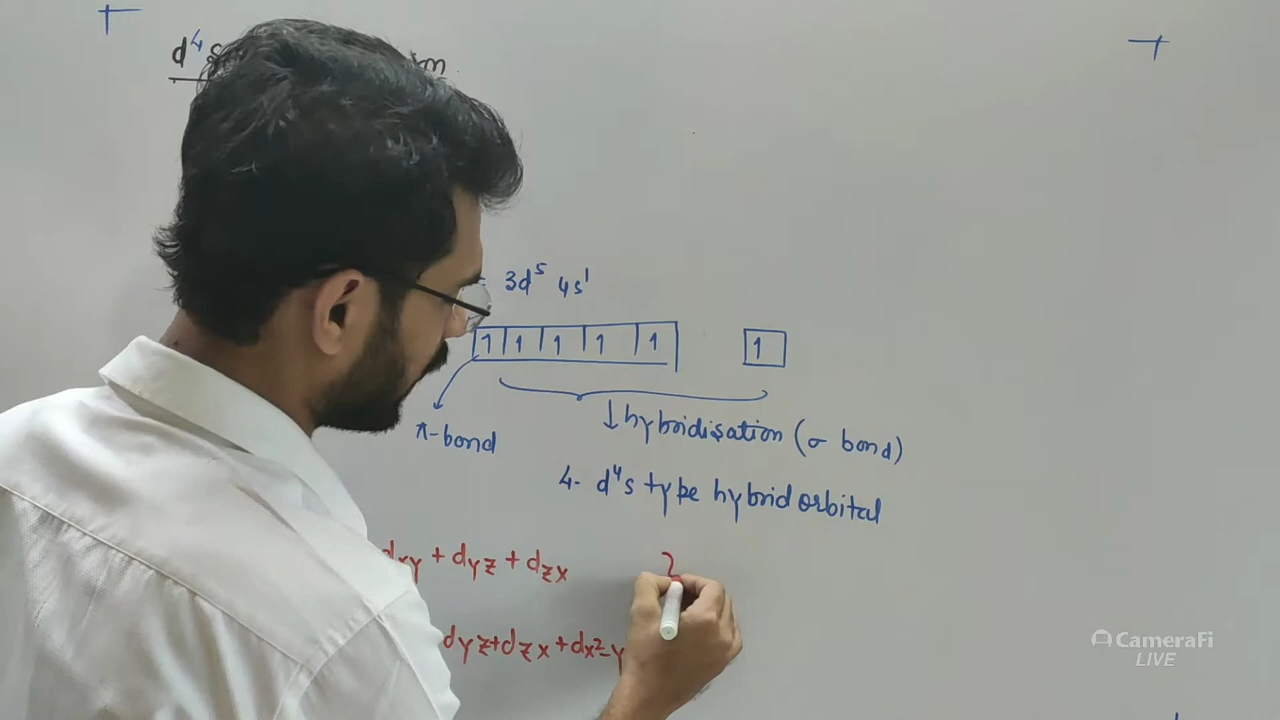 d⁴s
= 3d⁵ 4s¹
1 1 1 1 1 1
↓ hybridisation (σ bond)
π-bond
4. d⁴s type hybrid orbital
dxy + dyz + dzx
dyz+dzx+dx²-y
CameraFi
LIVE